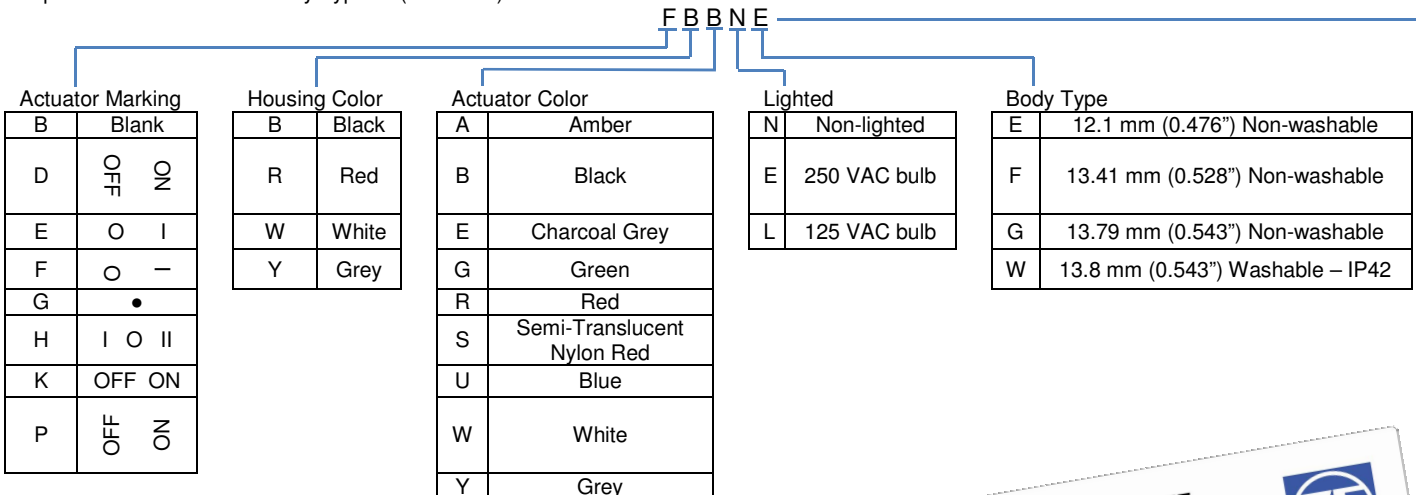 F B B N E
Actuator Marking
B Blank
D OFF ON
E O I
F O I
G ●
H I O II
K OFF ON
P OFF ON
Housing Color
B Black
R Red
W White
Y Grey
Actuator Color
A Amber
B Black
E Charcoal Grey
G Green
R Red
S Semi-Translucent
Nylon Red
U Blue
W White
Y Grey
Lighted
N Non-lighted
E 250 VAC bulb
L 125 VAC bulb
Body Type
E 12.1 mm (0.476”) Non-washable
F 13.41 mm (0.528”) Non-washable
G 13.79 mm (0.543”) Non-washable
W 13.8 mm (0.543”) Washable – IP42